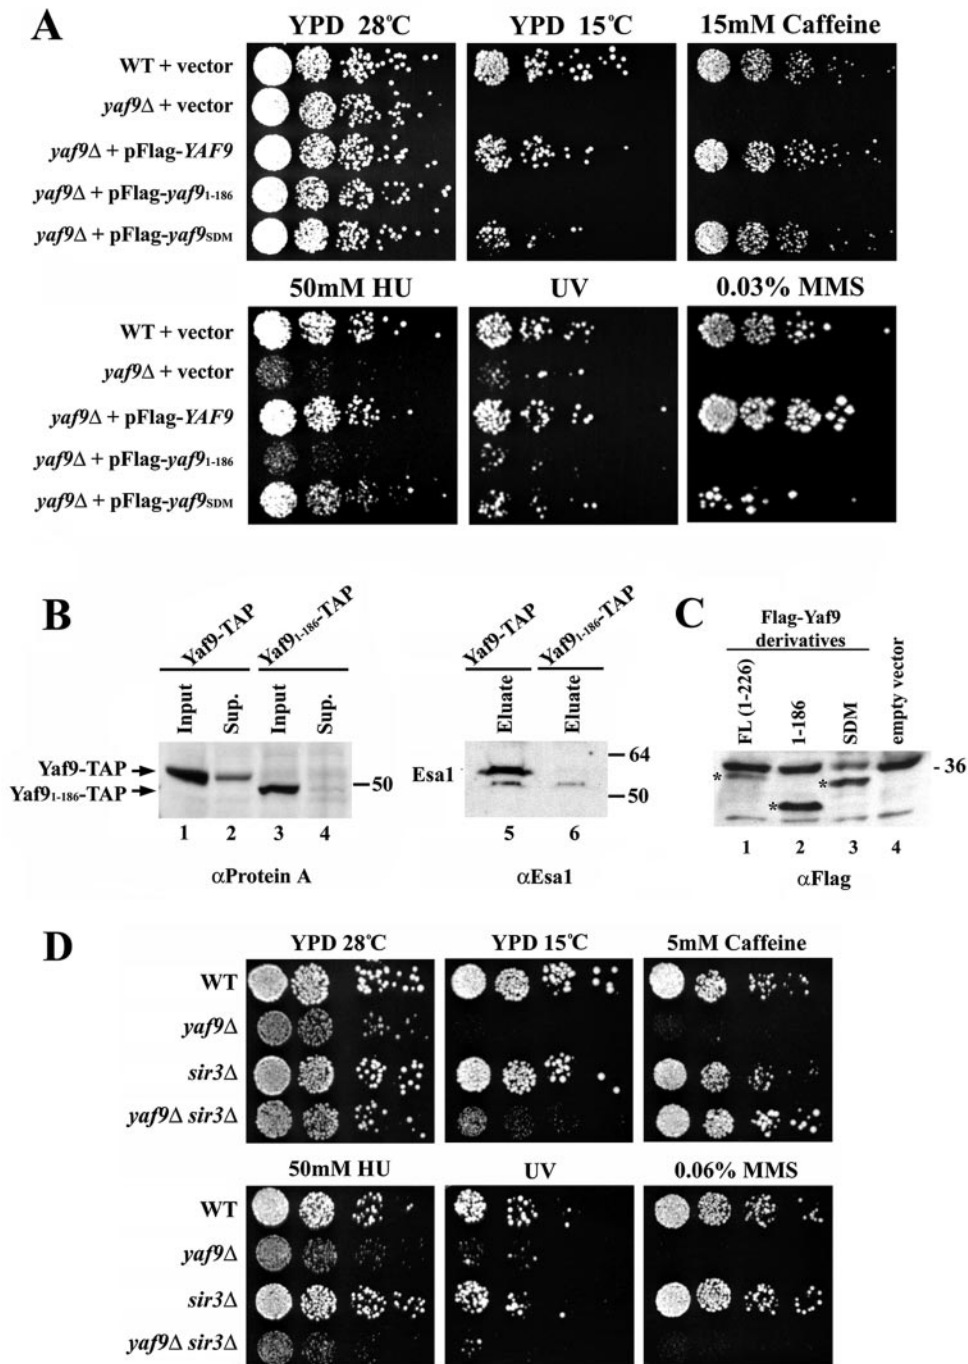 A
YPD 28°C
YPD 15°C
15mM Caffeine
WT + vector
yaf9Δ + vector
yaf9Δ + pFlag-YAF9
yaf9Δ + pFlag-yaf91-186
yaf9Δ + pFlag-yaf9SDM
50mM HU
UV
0.03% MMS
WT + vector
yaf9Δ + vector
yaf9Δ + pFlag-YAF9
yaf9Δ + pFlag-yaf91-186
yaf9Δ + pFlag-yaf9SDM
B
Yaf9-TAP
Yaf91-186-TAP
Input
Sup.
Input
Sup.
Yaf9-TAP
Yaf91-186-TAP
50
1 2 3 4
αProtein A
Yaf9-TAP
Yaf91-186-TAP
Eluate
Eluate
Esa1
64
50
5 6
αEsa1
C
Flag-Yaf9
derivatives
FL (1-226)
1-186
SDM
empty vector
- 36
*
*
*
1 2 3 4
αFlag
D
YPD 28°C
YPD 15°C
5mM Caffeine
WT
yaf9Δ
sir3Δ
yaf9Δ sir3Δ
50mM HU
UV
0.06% MMS
WT
yaf9Δ
sir3Δ
yaf9Δ sir3Δ